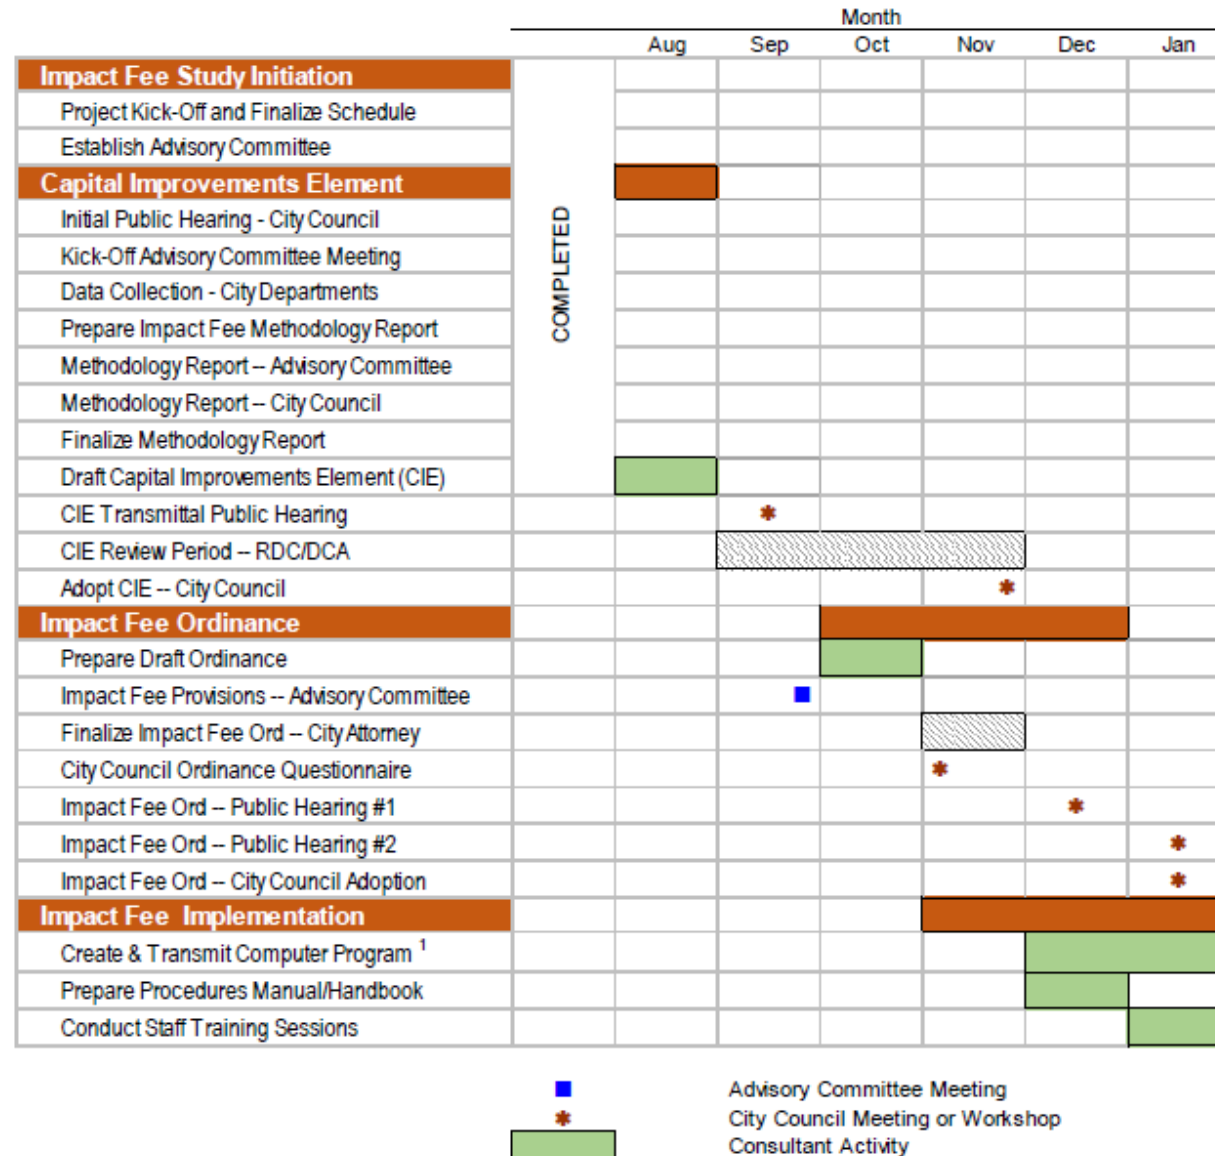 Month
Aug Sep Oct Nov Dec Jan
Impact Fee Study Initiation
Project Kick-Off and Finalize Schedule
Establish Advisory Committee
Capital Improvements Element
Initial Public Hearing - City Council
Kick-Off Advisory Committee Meeting
Data Collection - City Departments
Prepare Impact Fee Methodology Report
Methodology Report -- Advisory Committee
Methodology Report -- City Council
Finalize Methodology Report
Draft Capital Improvements Element (CIE)
COMPLETED
CIE Transmittal Public Hearing
CIE Review Period -- RDC/DCA
Adopt CIE -- City Council
Impact Fee Ordinance
Prepare Draft Ordinance
Impact Fee Provisions -- Advisory Committee
Finalize Impact Fee Ord -- City Attorney
City Council Ordinance Questionnaire
Impact Fee Ord -- Public Hearing #1
Impact Fee Ord -- Public Hearing #2
Impact Fee Ord -- City Council Adoption
Impact Fee Implementation
Create & Transmit Computer Program 1
Prepare Procedures Manual/Handbook
Conduct Staff Training Sessions
Advisory Committee Meeting
City Council Meeting or Workshop
Consultant Activity